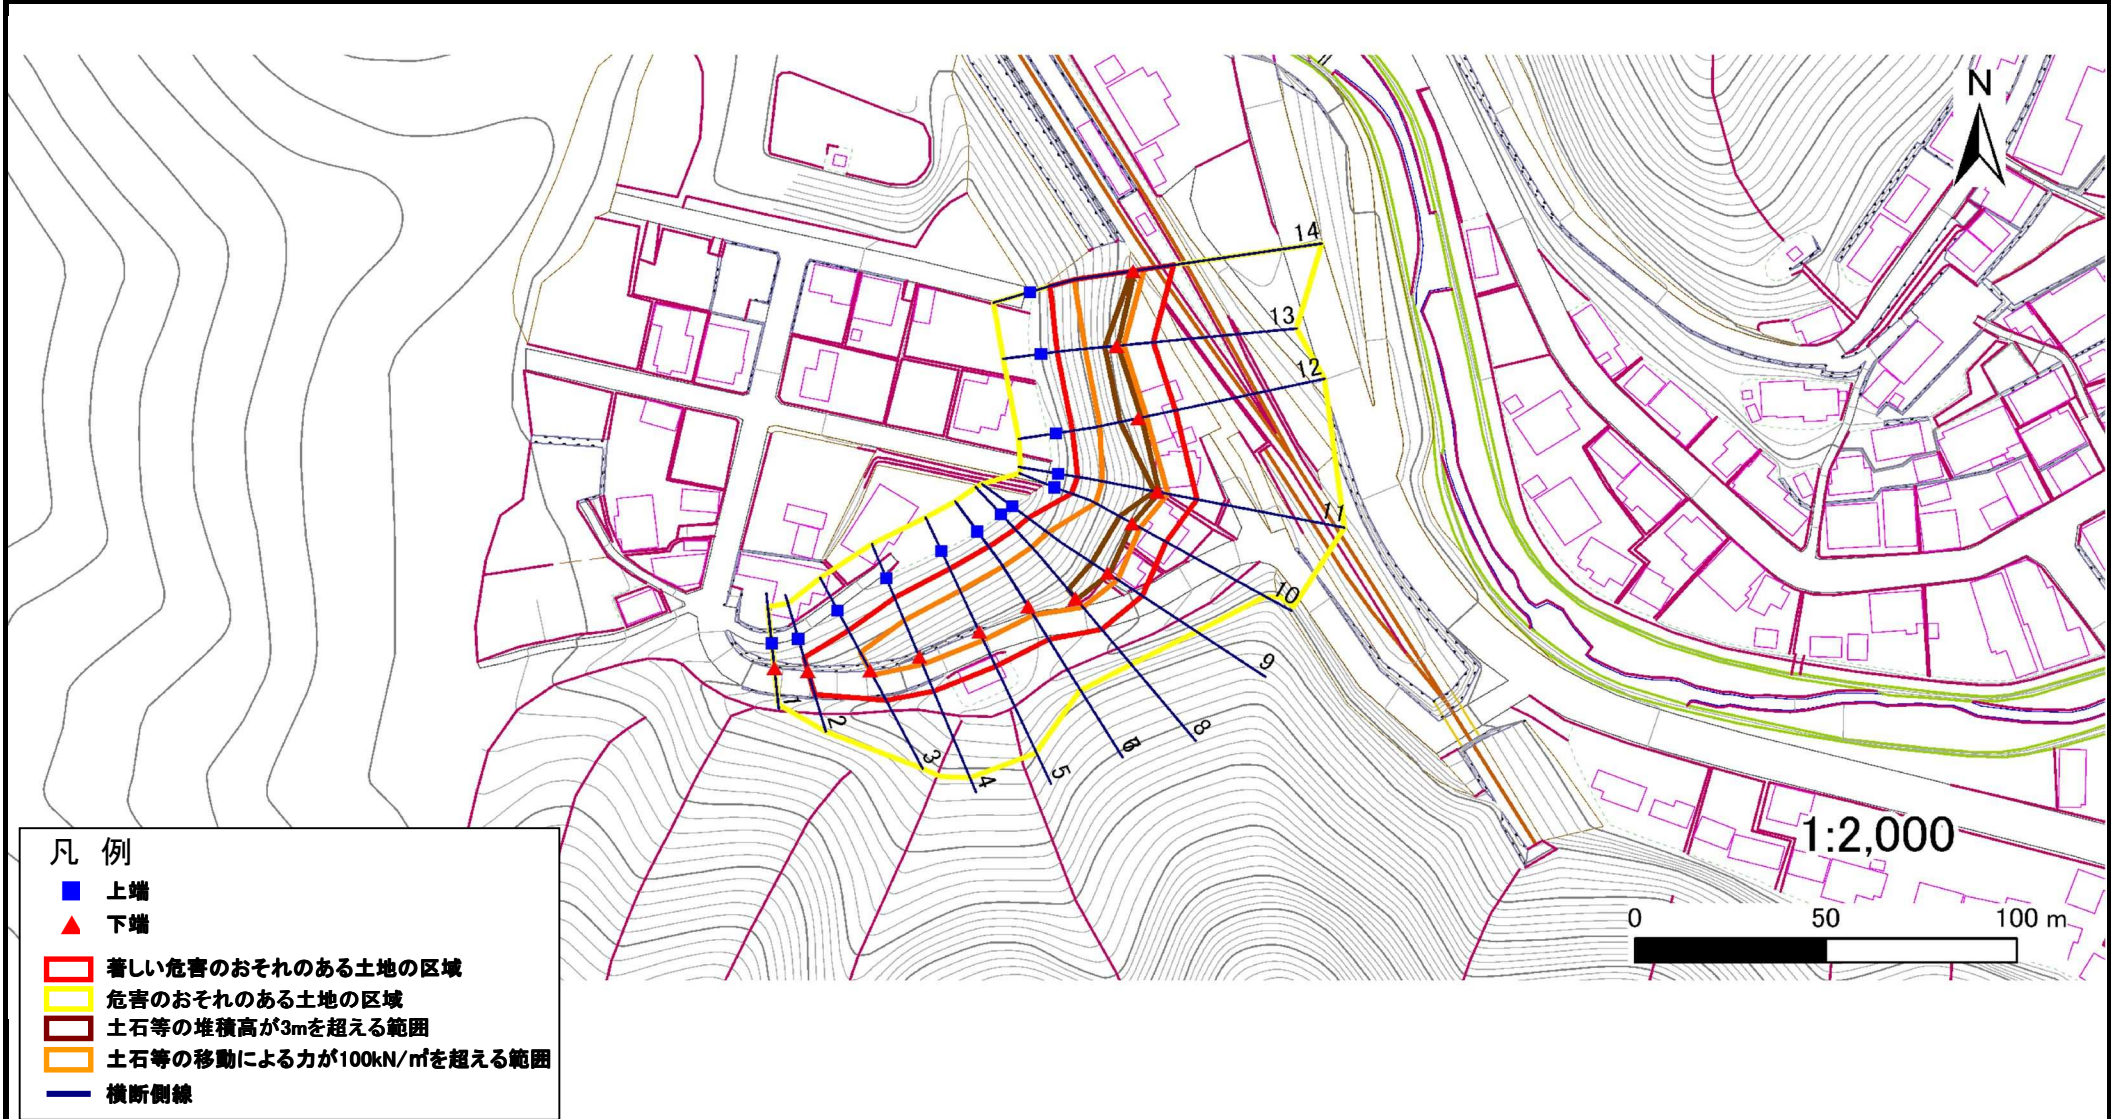 N
14
13
12
11
10
9
8
5
4
3
2
1
1:2,000
0 50 100 m
凡 例
上端
下端
著しい危害のおそれのある土地の区域
危害のおそれのある土地の区域
土石等の堆積高が3mを超える範囲
土石等の移動による力が100kN/㎡を超える範囲
横断側線